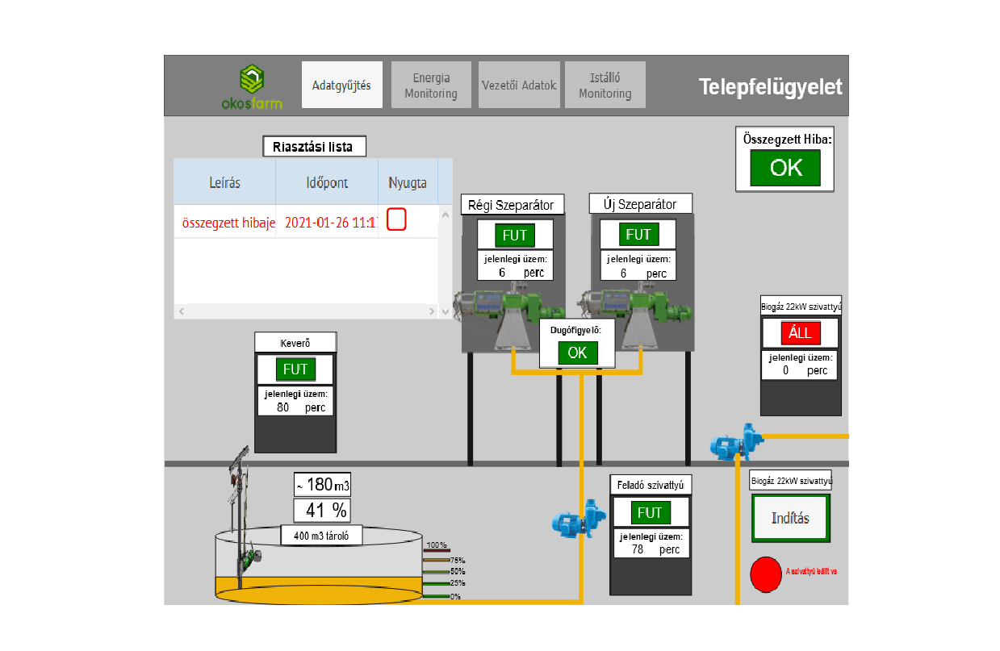 okosfarm
Adatgyűjtés
Energia
Monitoring
Vezetői Adatok
Istálló
Monitoring
Telepfelügyelet
Riasztási lista
Leírás Időpont Nyugta
összegzett hibaje 2021-01-26 11:1
Összegzett Hiba:
OK
Régi Szeparátor
FUT
jelenlegi üzem:
6 perc
Új Szeparátor
FUT
jelenlegi üzem:
6 perc
Dugófigyelő:
OK
Biogáz 22kW szivattyú
ÁLL
jelenlegi üzem:
0 perc
Keverő
FUT
jelenlegi üzem:
80 perc
~ 180 m3
41 %
400 m3 tároló
100%
75%
50%
25%
0%
Feladó szivattyú
FUT
jelenlegi üzem:
78 perc
Biogáz 22kW szivattyú
Indítás
A szivattyú leállít va